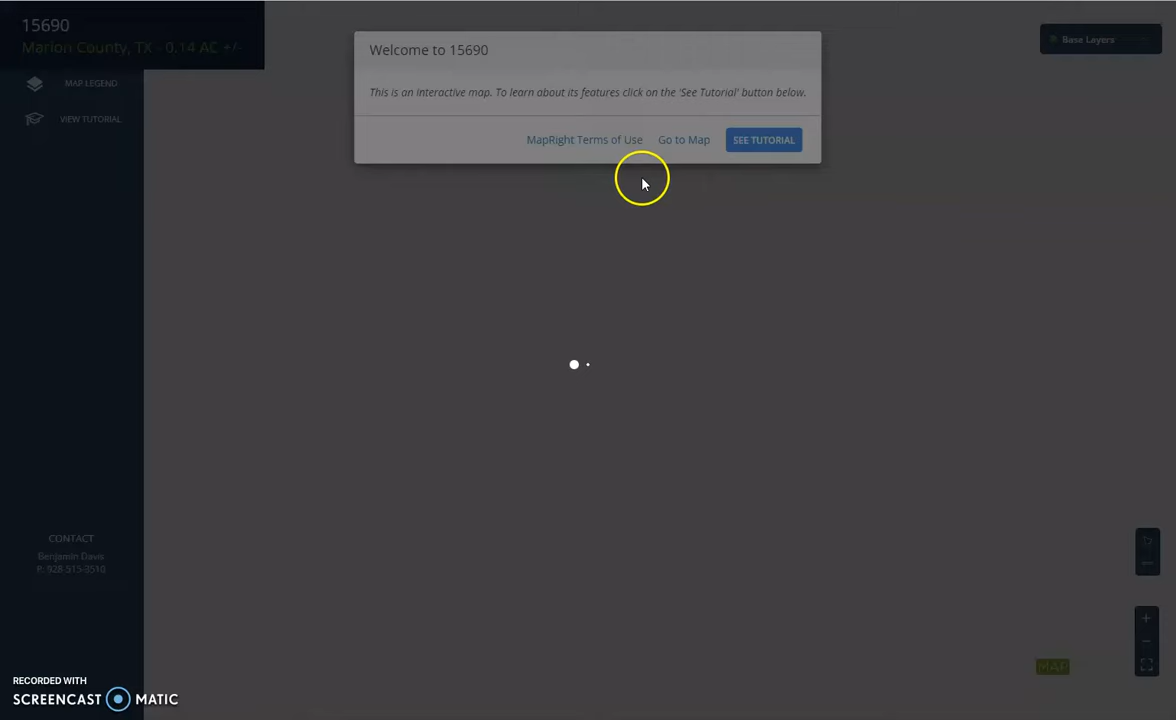 15690
Marion County, TX - 0.14 AC +/-
MAP LEGEND
VIEW TUTORIAL
Welcome to 15690
This is an interactive map. To learn about its features click on the 'See Tutorial' button below.
MapRight Terms of Use Go to Map SEE TUTORIAL
Base Layers
CONTACT
Benjamin Davis
P: 928-515-3510
MAP
RECORDED WITH
SCREENCAST MATIC